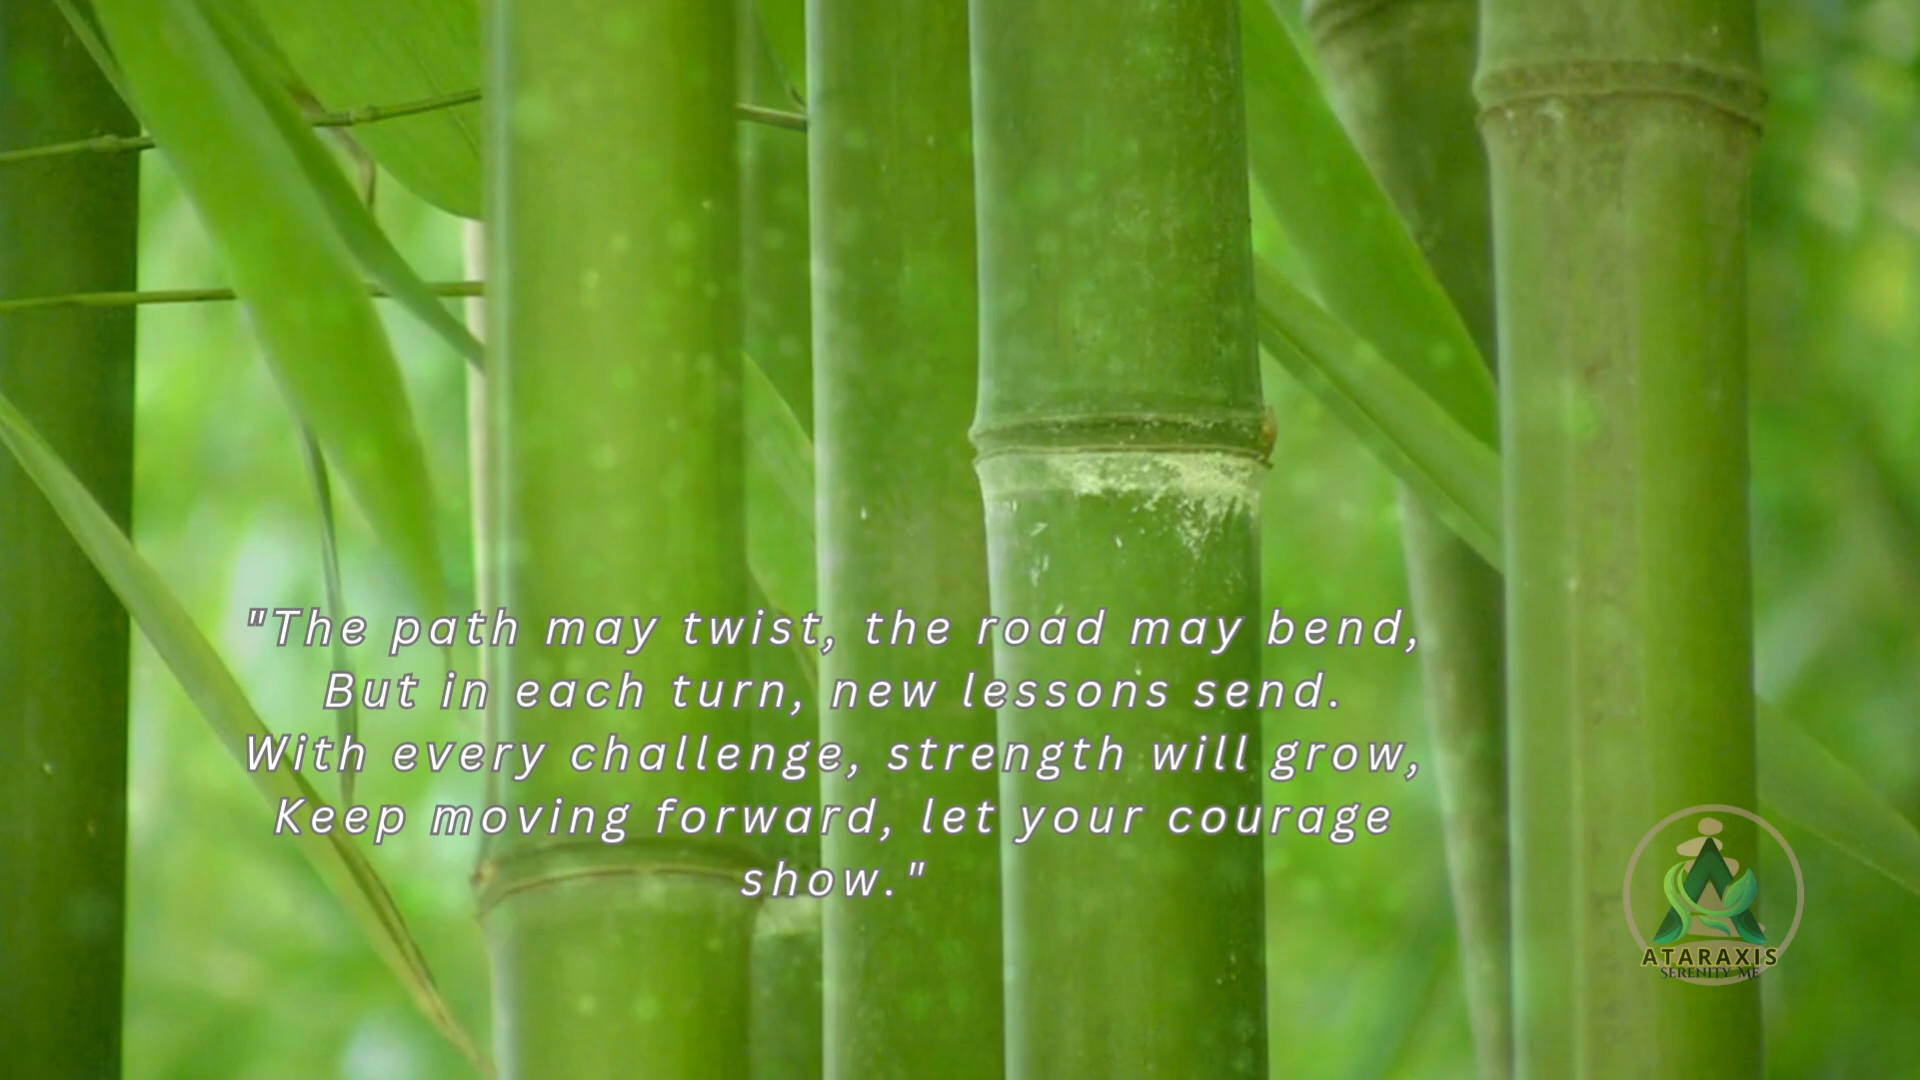 "The path may twist, the road may bend,
But in each turn, new lessons send.
With every challenge, strength will grow,
Keep moving forward, let your courage
show."
ATARAXIS
SERENITY ME